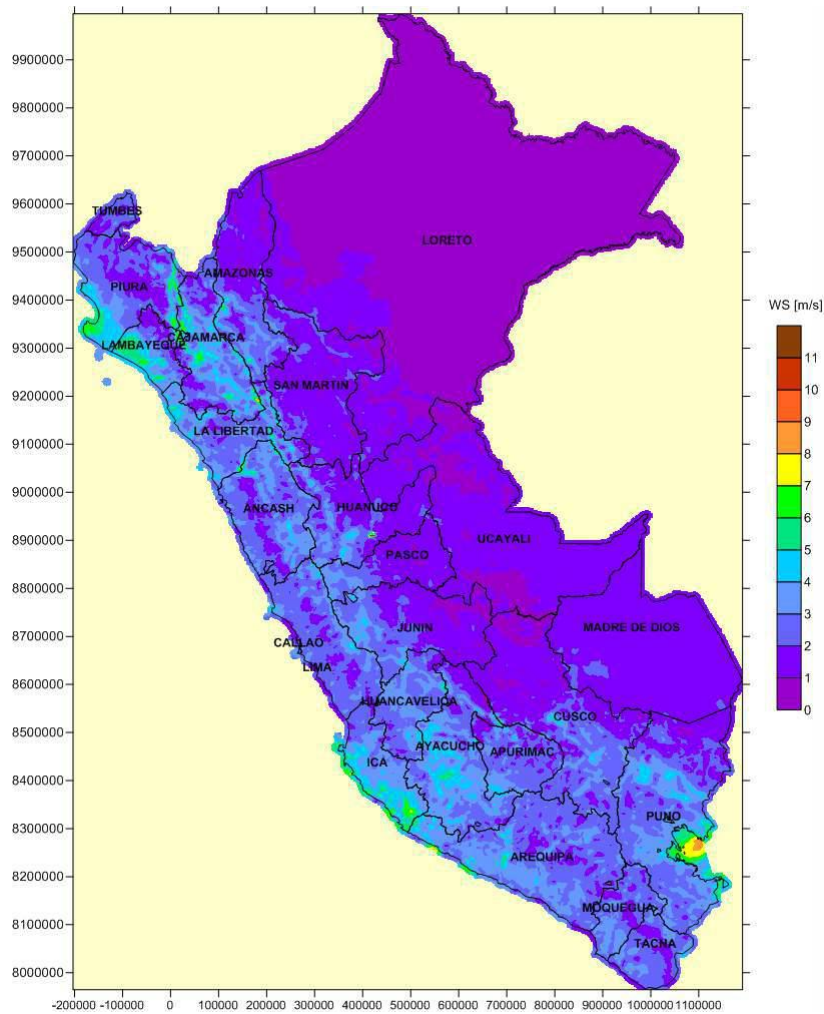 9900000
9800000
9700000
9600000
TUMBES
LORETO
9500000
AMAZONAS
PIURA
9400000
WS [m/s]
CAJAMARCA
LAMBAYEQUE
9300000
11
SAN MARTIN
10
9200000
9
LA LIBERTAD
9100000
8
7
9000000
ANCASH
HUANUCO
6
UCAYALI
8900000
5
PASCO
4
8800000
3
MADRE DE DIOS
JUNIN
8700000
CALLAO
2
LIMA
1
8600000
HUANCAVELICA
0
CUSCO
8500000
AYACUCHO
APURIMAC
ICA
8400000
PUNO
8300000
AREQUIPA
8200000
MOQUEGUA
8100000
TACNA
8000000
-200000 -100000 0 100000 200000 300000 400000 500000 600000 700000 800000 900000 1000000 1100000